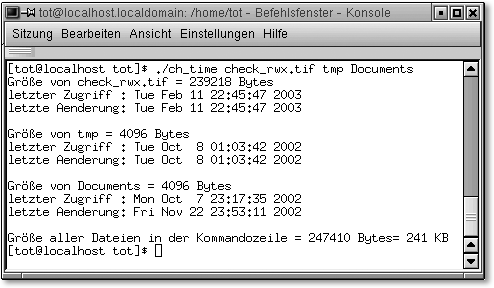 tot@localhost.localdomain: /home/tot - Befehlsfenster - Konsole
Sitzung Bearbeiten Ansicht Einstellungen Hilfe
[tot@localhost tot]$ ./ch_time check_rwx.tif tmp Documents
Größe von check_rwx.tif = 239218 Bytes
letzter Zugriff : Tue Feb 11 22:45:47 2003
letzte Aenderung: Tue Feb 11 22:45:47 2003
Größe von tmp = 4096 Bytes
letzter Zugriff : Tue Oct  8 01:03:42 2002
letzte Aenderung: Tue Oct  8 01:03:42 2002
Größe von Documents = 4096 Bytes
letzter Zugriff : Mon Oct  7 23:17:35 2002
letzte Aenderung: Fri Nov 22 23:53:11 2002
Größe aller Dateien in der Kommandozeile = 247410 Bytes= 241 KB
[tot@localhost tot]$